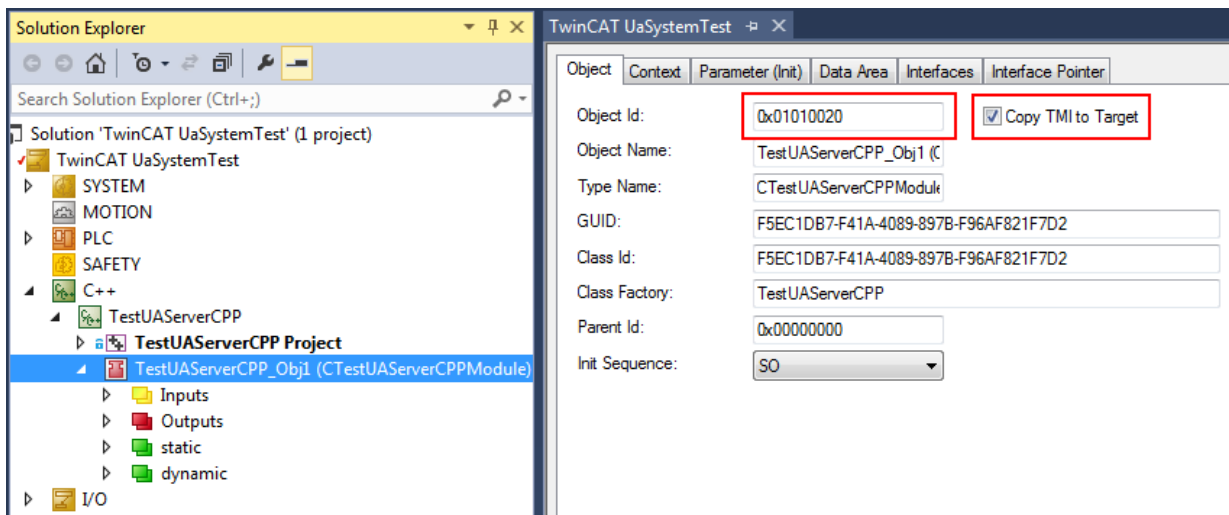 Solution Explorer
Search Solution Explorer (Ctrl+;)
Solution 'TwinCAT UaSystemTest' (1 project)
TwinCAT UaSystemTest
SYSTEM
MOTION
PLC
SAFETY
C++
TestUAServerCPP
TestUAServerCPP Project
TestUAServerCPP_Obj1 (CTestUAServerCPPModule)
Inputs
Outputs
static
dynamic
I/O
TwinCAT UaSystemTest
Object Context Parameter (Init) Data Area Interfaces Interface Pointer
Object Id: 0x01010020 Copy TMI to Target
Object Name: TestUAServerCPP_Obj1 (C
Type Name: CTestUAServerCPPModule
GUID: F5EC1DB7-F41A-4089-897B-F96AF821F7D2
Class Id: F5EC1DB7-F41A-4089-897B-F96AF821F7D2
Class Factory: TestUAServerCPP
Parent Id: 0x00000000
Init Sequence: SO